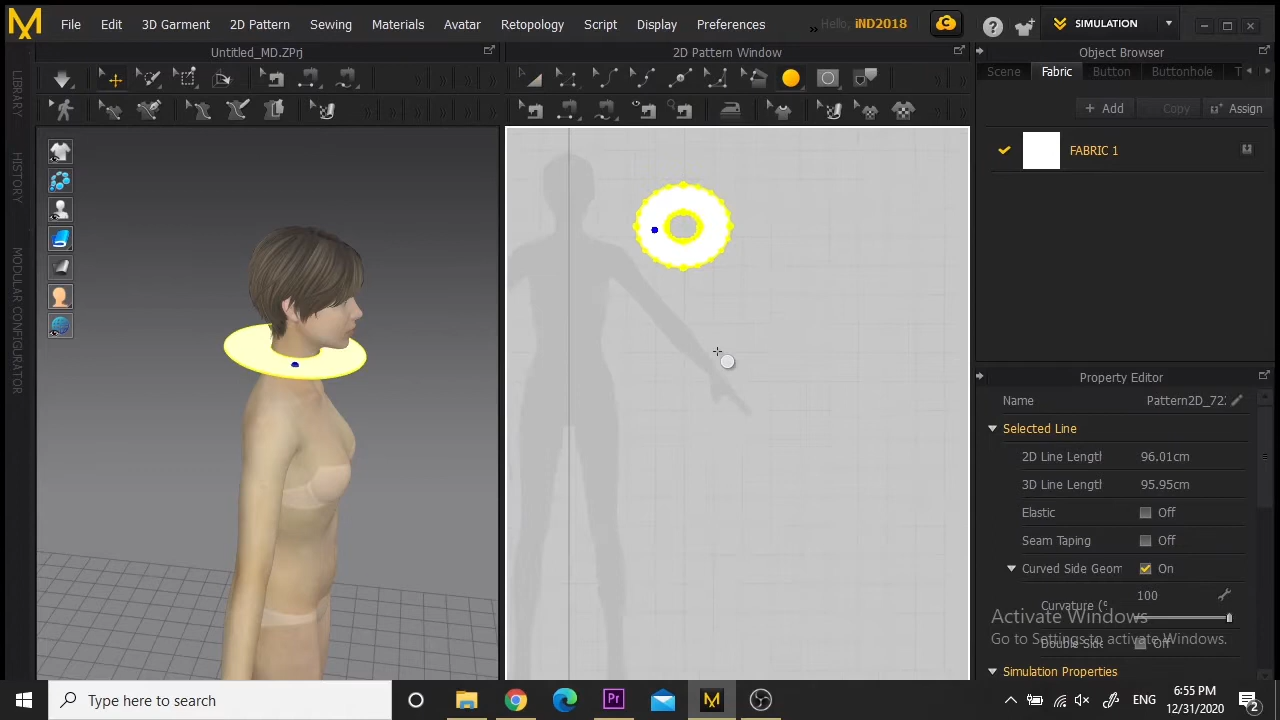 File Edit 3D Garment 2D Pattern Sewing Materials Avatar Retopology Script Display Preferences » Hello, iND2018 SIMULATION
Untitled_MD.ZPrj
2D Pattern Window
Object Browser
Scene Fabric Button Buttonhole T
+ Add Copy Assign
FABRIC 1
LIBRARY
HISTORY
MODULAR CONFIGURATOR
Property Editor
Name Pattern2D_72
Selected Line
2D Line Lengtl 96.01cm
3D Line Lengtl 95.95cm
Elastic Off
Seam Taping Off
Curved Side Geom On
Curvature (° 100
Double Side Off
Simulation Properties
Activate Windows
Go to Settings to activate Windows.
Type here to search
ENG
6:55 PM
12/31/2020
2